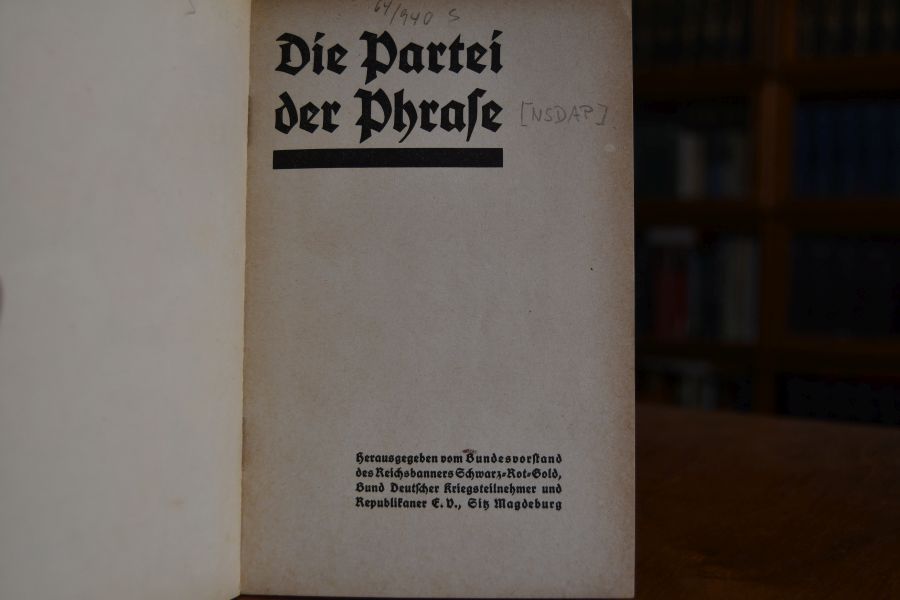 64/940 S
Die Partei
der Phraſe [NSDAP]
Herausgegeben vom Bundesvorſtand
des Reichsbanners Schwarz-Rot-Gold,
Bund Deutſcher Kriegsteilnehmer und
Republikaner E. V., Sitz Magdeburg